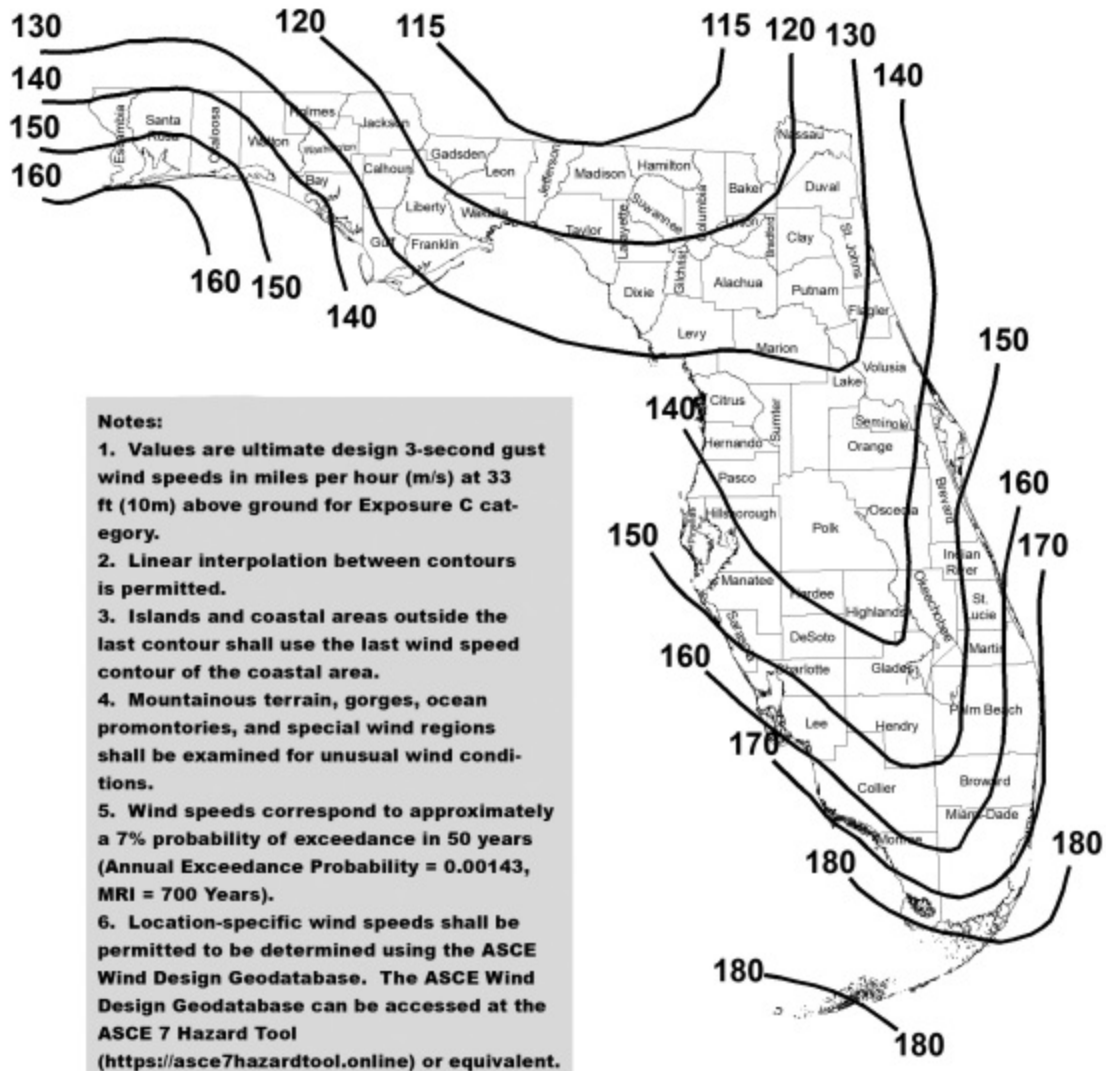 130
120
115
115
120
130
140
140
150
160
Escambia
Santa
Rosa
Okaloosa
Walton
Holmes
Washington
Jackson
Bay
Calhoun
Gulf
Liberty
Franklin
Gadsden
Leon
Wakulla
Jefferson
Madison
Taylor
Hamilton
Suwannee
Lafayette
Columbia
Dixie
Gilchrist
Baker
Union
Bradford
Nassau
Duval
Clay
St. Johns
Alachua
Putnam
Flagler
Levy
Marion
Volusia
160
150
140
150
Citrus
Sumter
Lake
Hernando
Seminole
Orange
Pasco
140
Hillsborough
Pinellas
Polk
Osceola
Brevard
160
150
Indian
River
170
Manatee
Hardee
Highlands
Okeechobee
St.
Lucie
Sarasota
DeSoto
Martin
160
Charlotte
Glades
Lee
Hendry
Palm Beach
170
Collier
Broward
Miami-Dade
Monroe
180
180
180
180
Notes:
1. Values are ultimate design 3-second gust
wind speeds in miles per hour (m/s) at 33
ft (10m) above ground for Exposure C cat-
egory.
2. Linear interpolation between contours
is permitted.
3. Islands and coastal areas outside the
last contour shall use the last wind speed
contour of the coastal area.
4. Mountainous terrain, gorges, ocean
promontories, and special wind regions
shall be examined for unusual wind condi-
tions.
5. Wind speeds correspond to approximately
a 7% probability of exceedance in 50 years
(Annual Exceedance Probability = 0.00143,
MRI = 700 Years).
6. Location-specific wind speeds shall be
permitted to be determined using the ASCE
Wind Design Geodatabase. The ASCE Wind
Design Geodatabase can be accessed at the
ASCE 7 Hazard Tool
(https://asce7hazardtool.online) or equivalent.